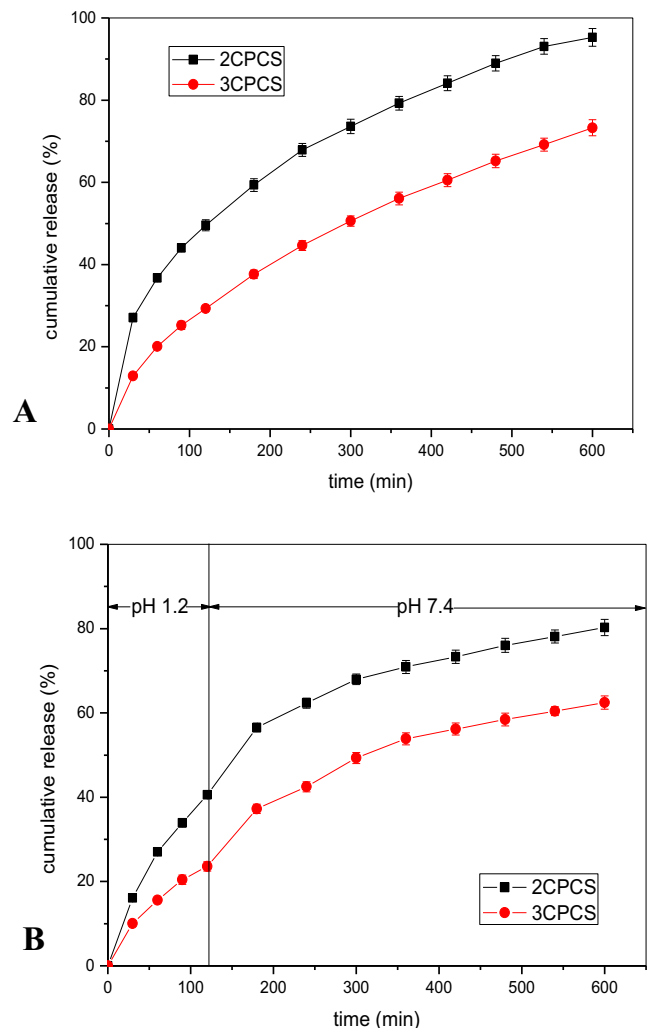 100
80
60
40
20
0
cumulative release (%)
2CPCS
3CPCS
0 100 200 300 400 500 600
time (min)
A
100
80
60
40
20
0
cumulative release (%)
pH 1.2
pH 7.4
2CPCS
3CPCS
0 100 200 300 400 500 600
time (min)
B